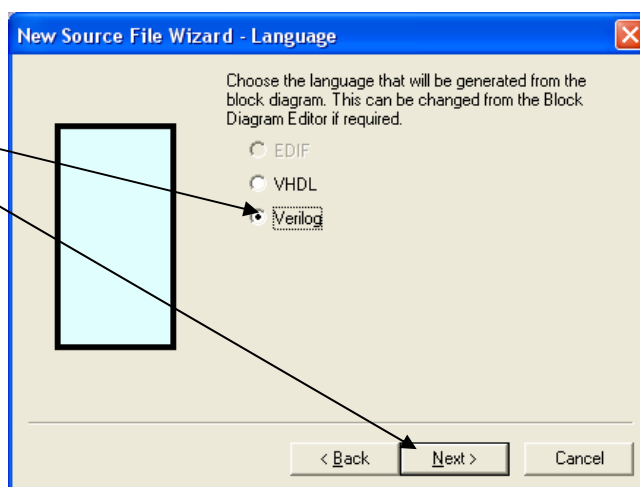 New Source File Wizard - Language
Choose the language that will be generated from the
block diagram. This can be changed from the Block
Diagram Editor if required.
EDIF
VHDL
Verilog
< Back
Next >
Cancel